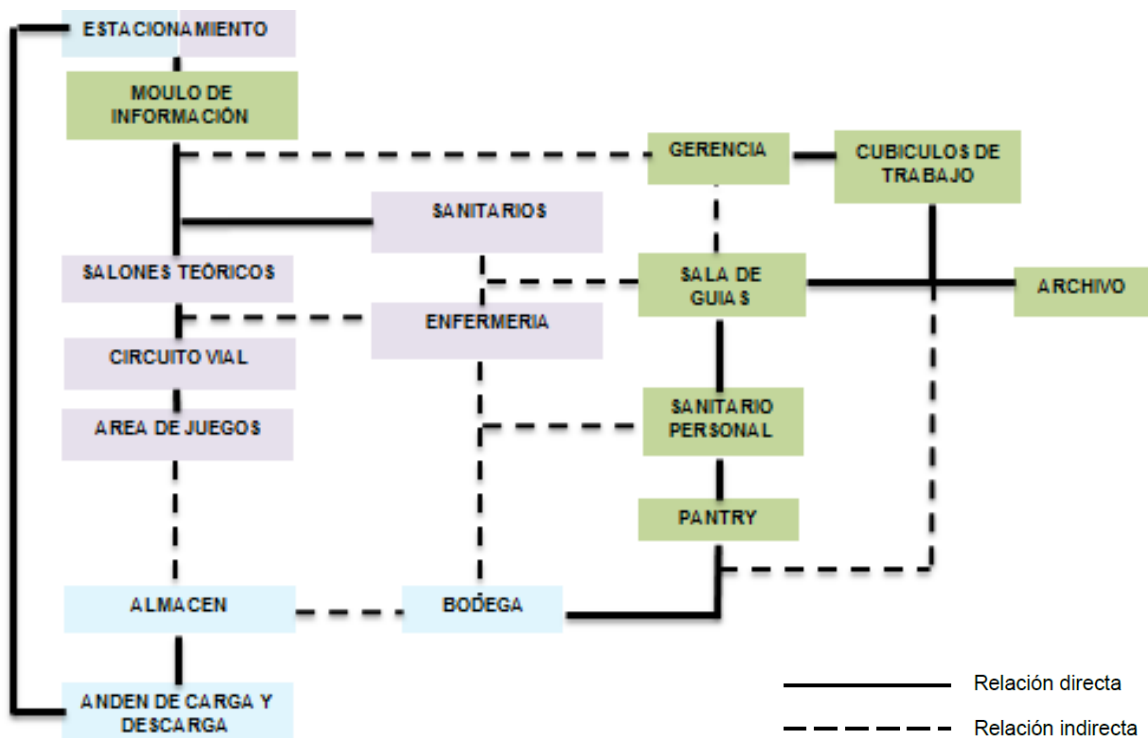 ESTACIONAMIENTO
MOULO DE
INFORMACIÓN
GERENCIA
CUBICULOS DE
TRABAJO
SANITARIOS
SALONES TEÓRICOS
SALA DE
GUIAS
ARCHIVO
ENFERMERIA
CIRCUITO VIAL
AREA DE JUEGOS
SANITARIO
PERSONAL
PANTRY
ALMACEN
BODEGA
ANDEN DE CARGA Y
DESCARGA
Relación directa
Relación indirecta